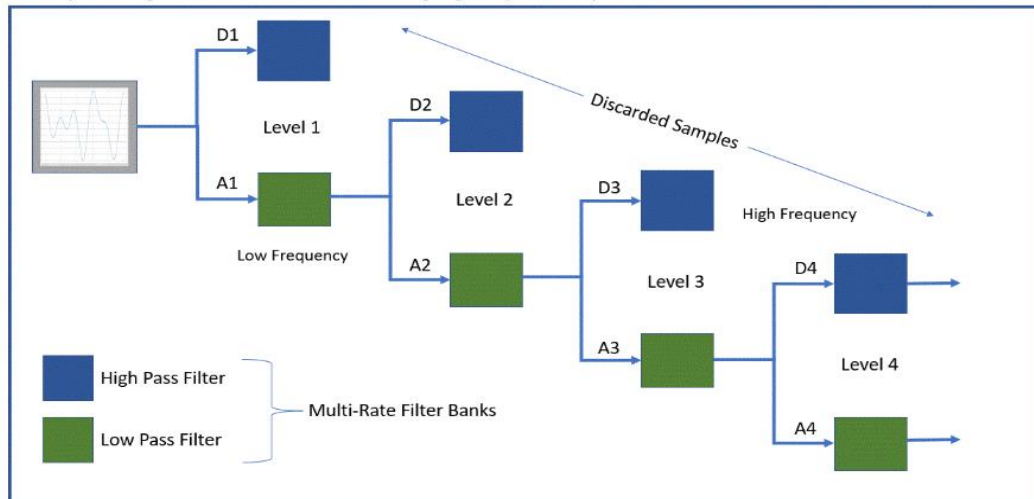 D1
D2
Level 1
Discarded Samples
A1
D3
Level 2
High Frequency
Low Frequency
A2
D4
Level 3
A3
High Pass Filter
Level 4
Multi-Rate Filter Banks
Low Pass Filter
A4